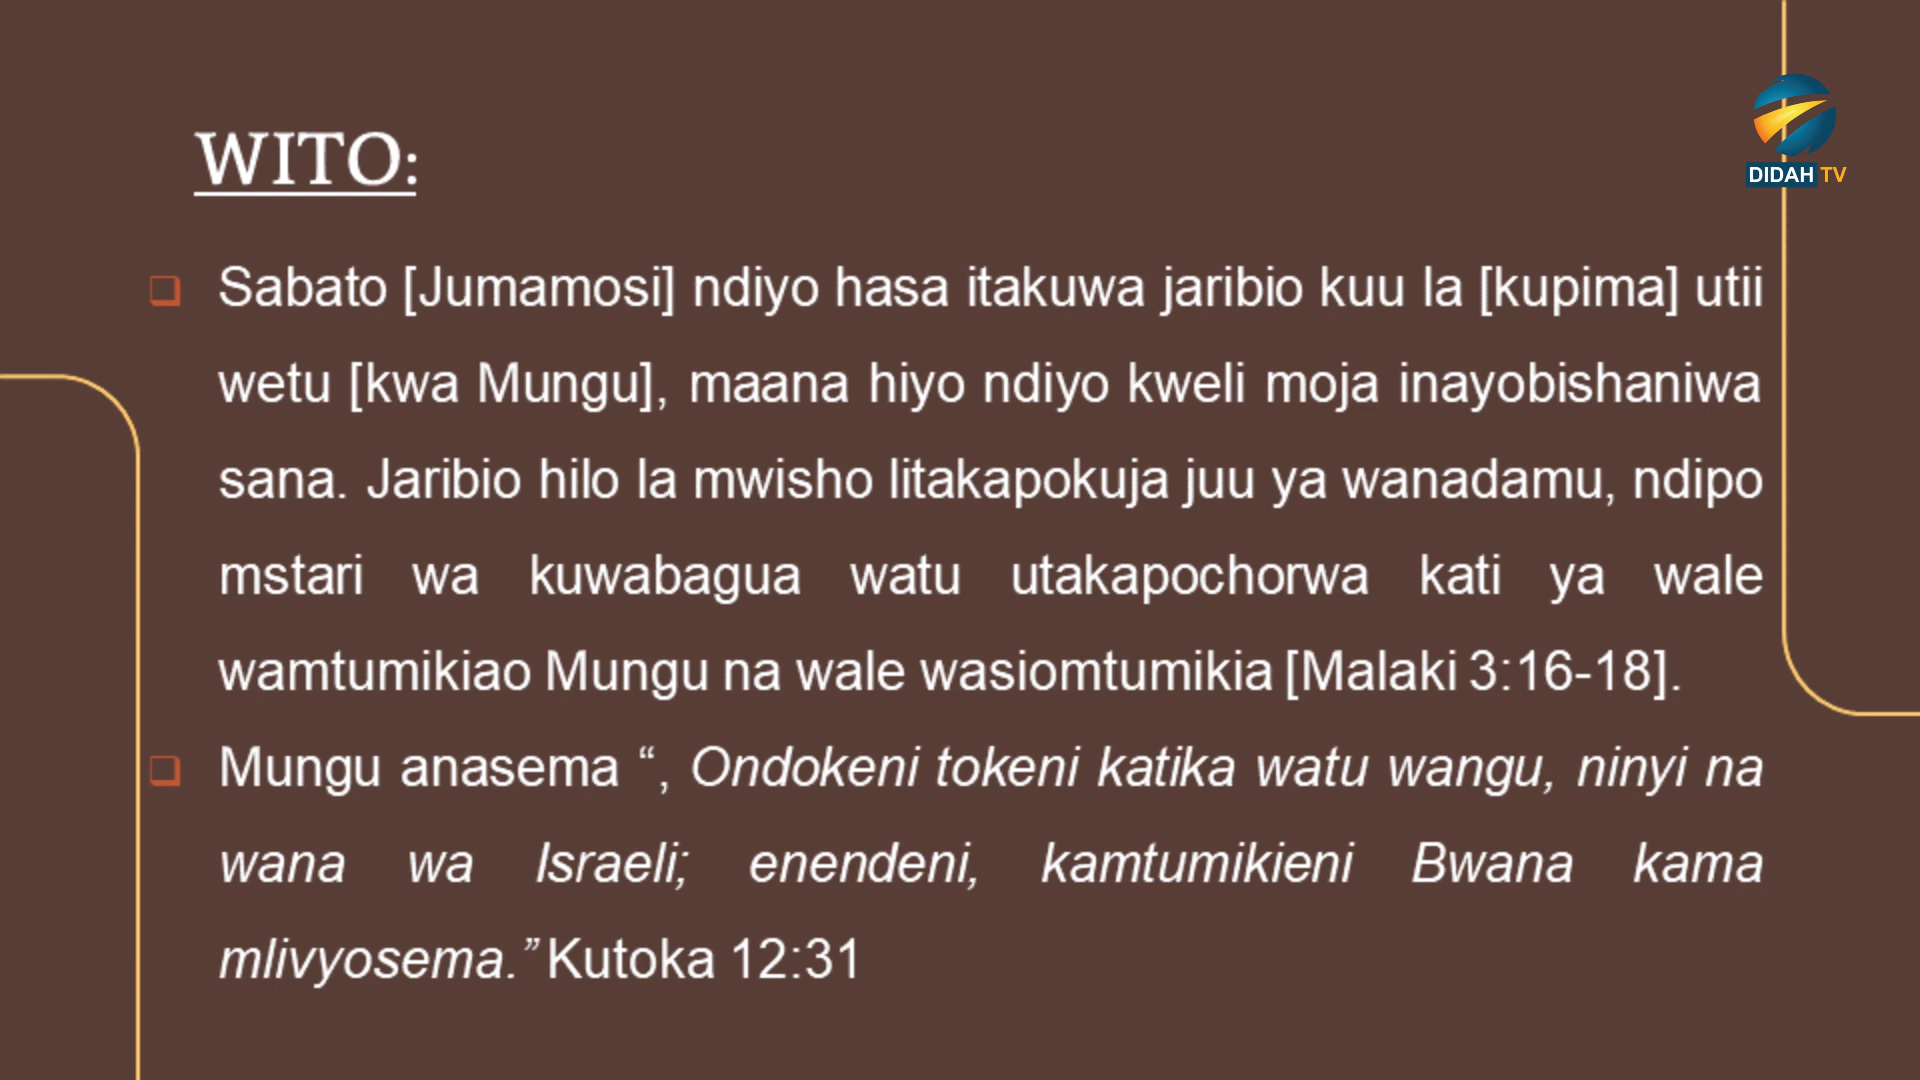 DIDAH TV
WITO:
Sabato [Jumamosi] ndiyo hasa itakuwa jaribio kuu la [kupima] utii
wetu [kwa Mungu], maana hiyo ndiyo kweli moja inayobishaniwa
sana. Jaribio hilo la mwisho litakapokuja juu ya wanadamu, ndipo
mstari wa kuwabagua watu utakapochorwa kati ya wale
wamtumikiao Mungu na wale wasiomtumikia [Malaki 3:16-18].
Mungu anasema “, Ondokeni tokeni katika watu wangu, ninyi na
wana wa Israeli; enendeni, kamtumikieni Bwana kama
mlivyosema.” Kutoka 12:31